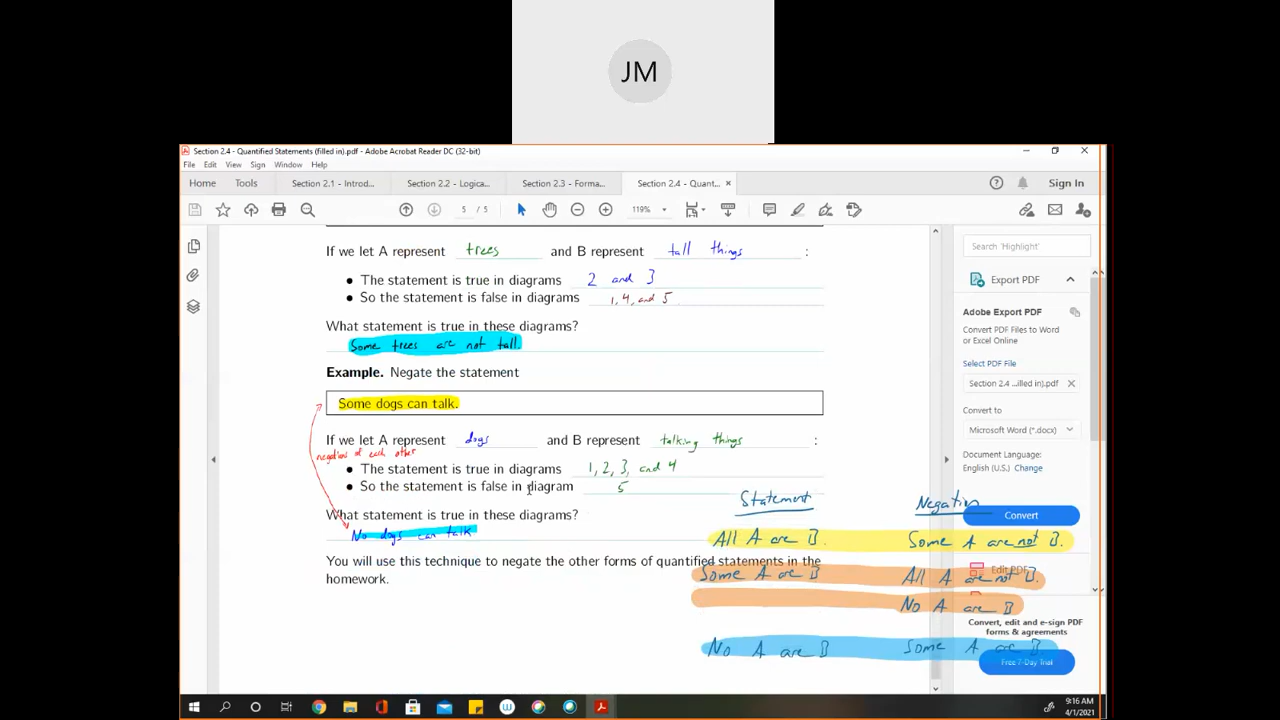 JM
Section 2.4 - Quantified Statements (filled in).pdf - Adobe Acrobat Reader DC (32-bit)
File Edit View Sign Window Help
Home Tools Section 2.1 - Introd... Section 2.2 - Logica... Section 2.3 - Forma... Section 2.4 - Quant... × Sign In
5 / 5 119%
If we let A represent trees and B represent tall things :
• The statement is true in diagrams 2 and 3
• So the statement is false in diagrams 1, 4, and 5
What statement is true in these diagrams?
Some trees are not tall.
Example. Negate the statement
Some dogs can talk.
If we let A represent dogs and B represent talking things :
negations of each other
• The statement is true in diagrams 1, 2, 3, and 4
• So the statement is false in diagram 5
What statement is true in these diagrams?
No dogs can talk
You will use this technique to negate the other forms of quantified statements in the
homework.
Statement Negation
All A are B. Some A are not B.
Some A are B All A are not B.
No A are B
No A are B Some A are B.
Search 'Highlight'
Export PDF
Adobe Export PDF
Convert PDF Files to Word
or Excel Online
Select PDF File
Section 2.4 ...illed in).pdf ×
Convert to
Microsoft Word (*.docx)
Document Language:
English (U.S.) Change
Convert
Edit PDF
Convert, edit and e-sign PDF
forms & agreements
Free 7-Day Trial
9:16 AM
4/1/2021